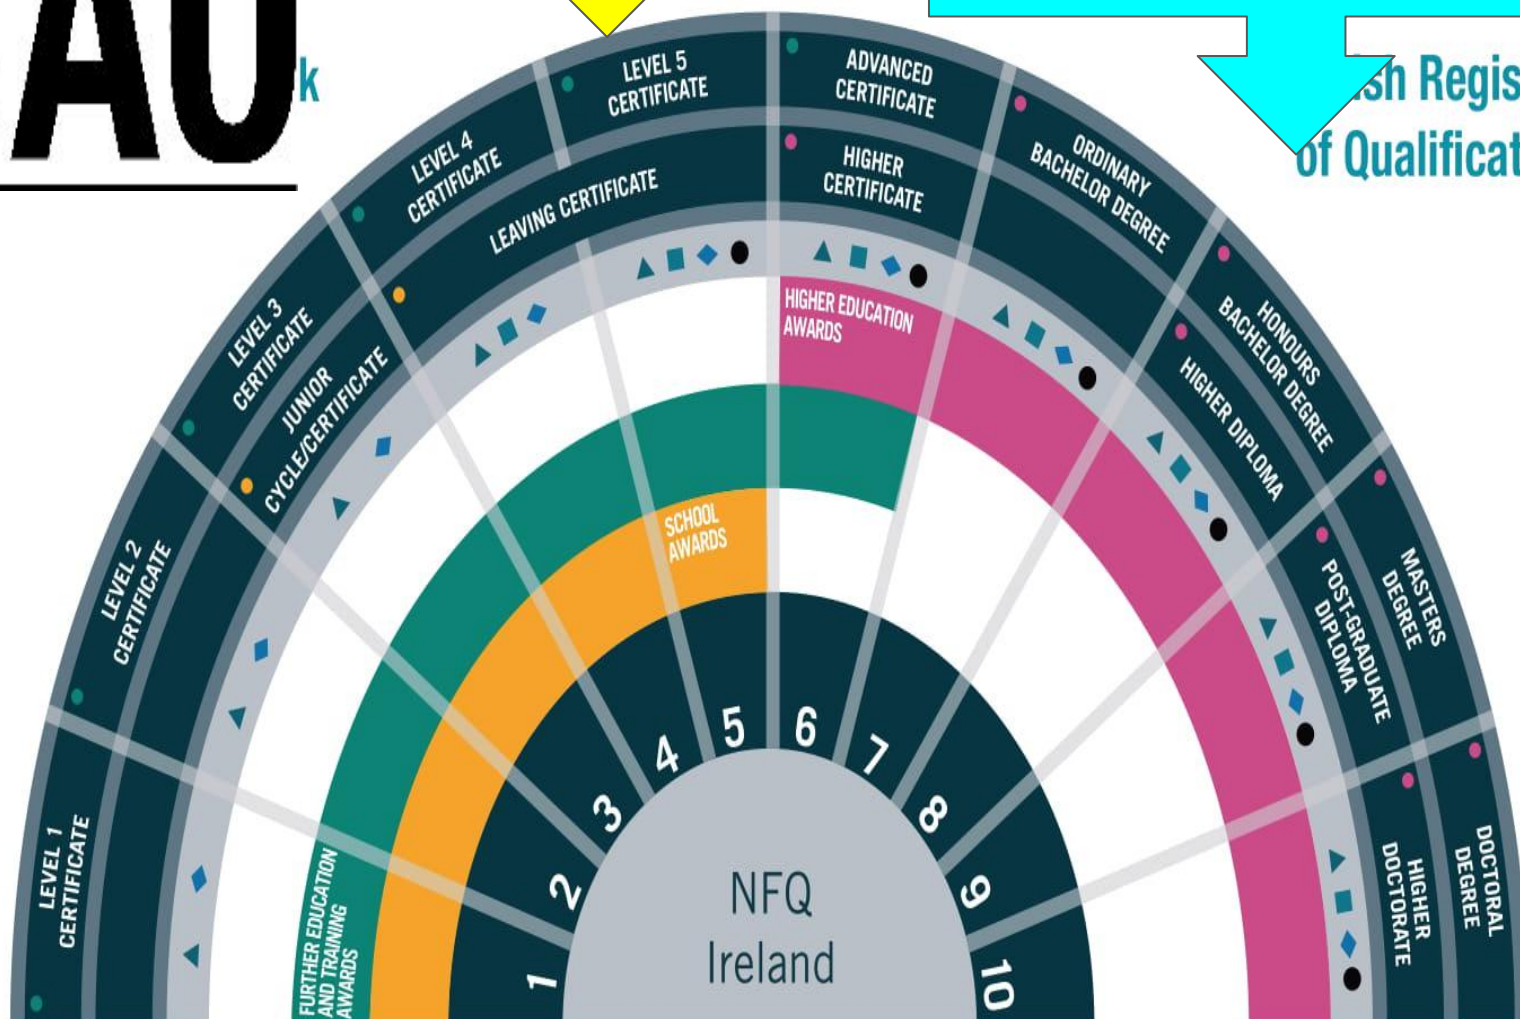 AU
k
sh Regis
of Qualificat
LEVEL 1
CERTIFICATE
LEVEL 2
CERTIFICATE
LEVEL 3
CERTIFICATE
JUNIOR
CYCLE/CERTIFICATE
LEVEL 4
CERTIFICATE
LEVEL 5
CERTIFICATE
LEAVING CERTIFICATE
ADVANCED
CERTIFICATE
HIGHER
CERTIFICATE
ORDINARY
BACHELOR DEGREE
HONOURS
BACHELOR DEGREE
HIGHER DIPLOMA
MASTERS
DEGREE
POST-GRADUATE
DIPLOMA
DOCTORAL
DEGREE
HIGHER
DOCTORATE
HIGHER EDUCATION
AWARDS
SCHOOL
AWARDS
FURTHER EDUCATION
AND TRAINING
AWARDS
1
2
3
4
5
6
7
8
9
10
NFQ
Ireland